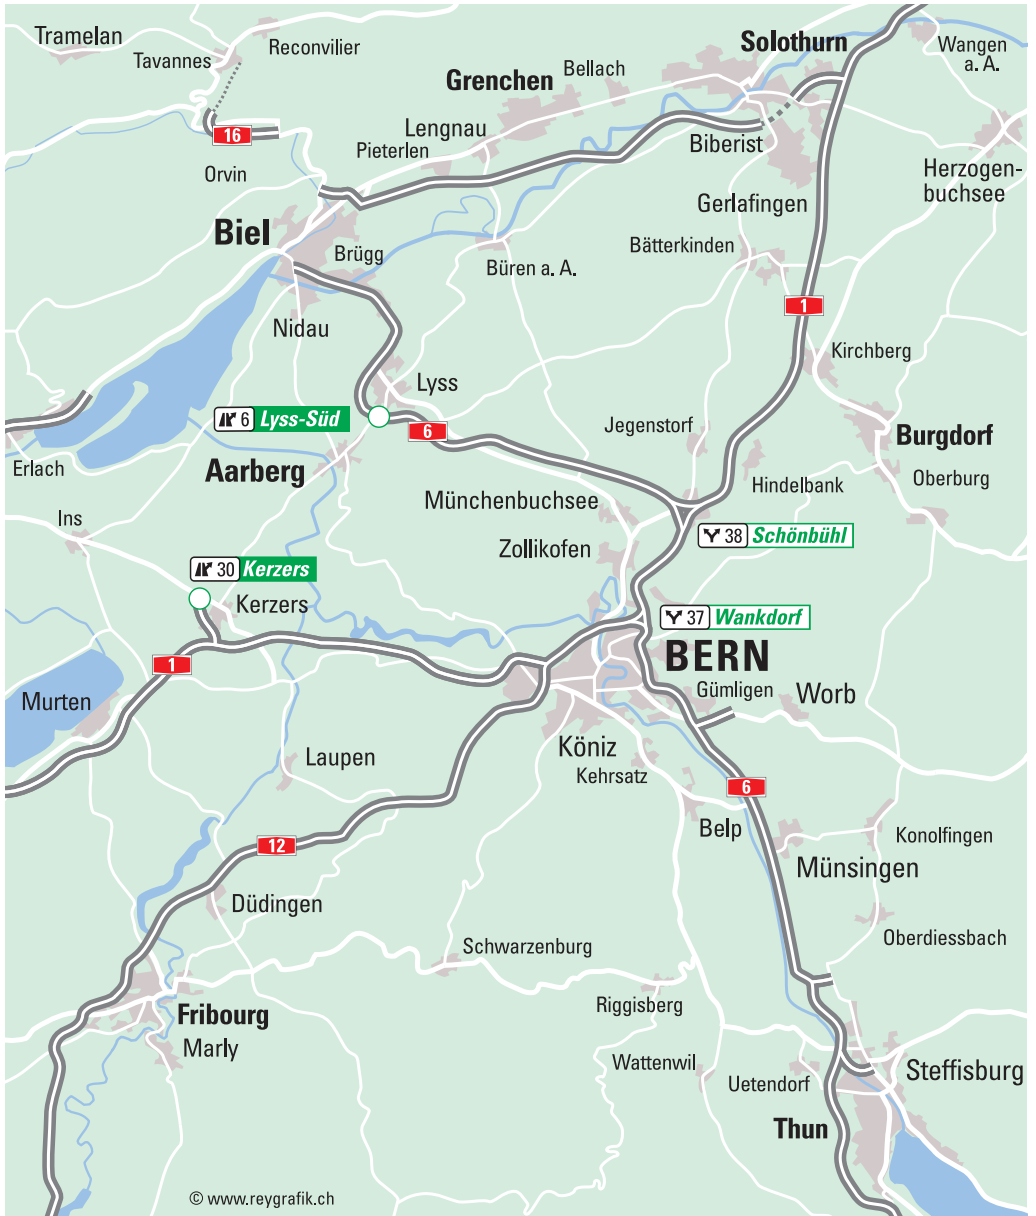 Tramelan
Reconvilier
Tavannes
Solothurn
Wangen
a. A.
Grenchen
Bellach
16
Lengnau
Pieterlen
Biberist
Orvin
Herzogen-
buchsee
Gerlafingen
Biel
Brügg
Bätterkinden
Büren a. A.
1
Nidau
Kirchberg
Lyss
6 Lyss-Süd
6
Jegenstorf
Burgdorf
Erlach
Aarberg
Hindelbank
Oberburg
Münchenbuchsee
Ins
38 Schönbühl
Zollikofen
30 Kerzers
Kerzers
37 Wankdorf
BERN
1
Gümligen
Murten
Worb
Köniz
Laupen
Kehrsatz
6
Belp
Konolfingen
12
Münsingen
Düdingen
Schwarzenburg
Oberdiessbach
Riggisberg
Fribourg
Marly
Wattenwil
Uetendorf
Steffisburg
Thun
© www.reygrafik.ch